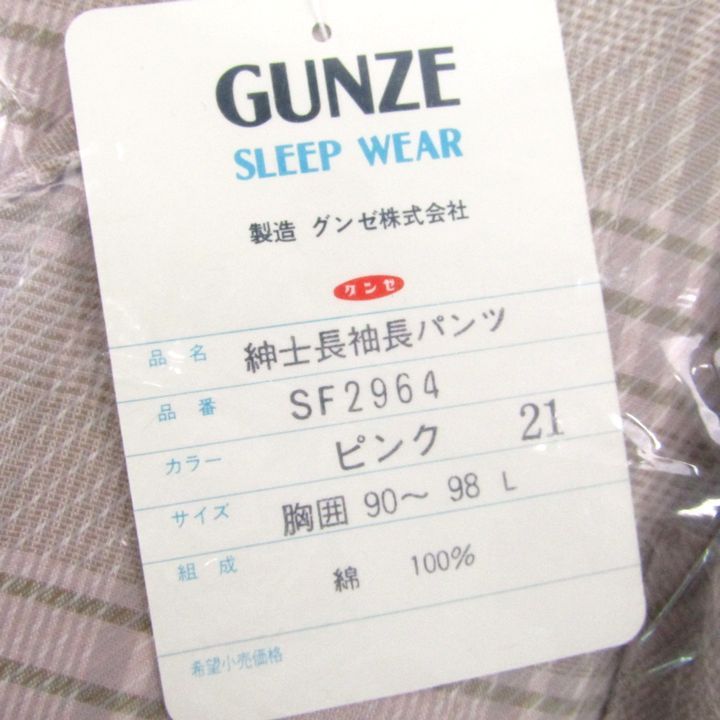 GUNZE
SLEEP WEAR
製造 グンゼ株式会社
グンゼ
品名 紳士長袖長パンツ
品番 SF2964
カラー ピンク 21
サイズ 胸囲 90～98 L
組成 綿 100%
希望小売価格